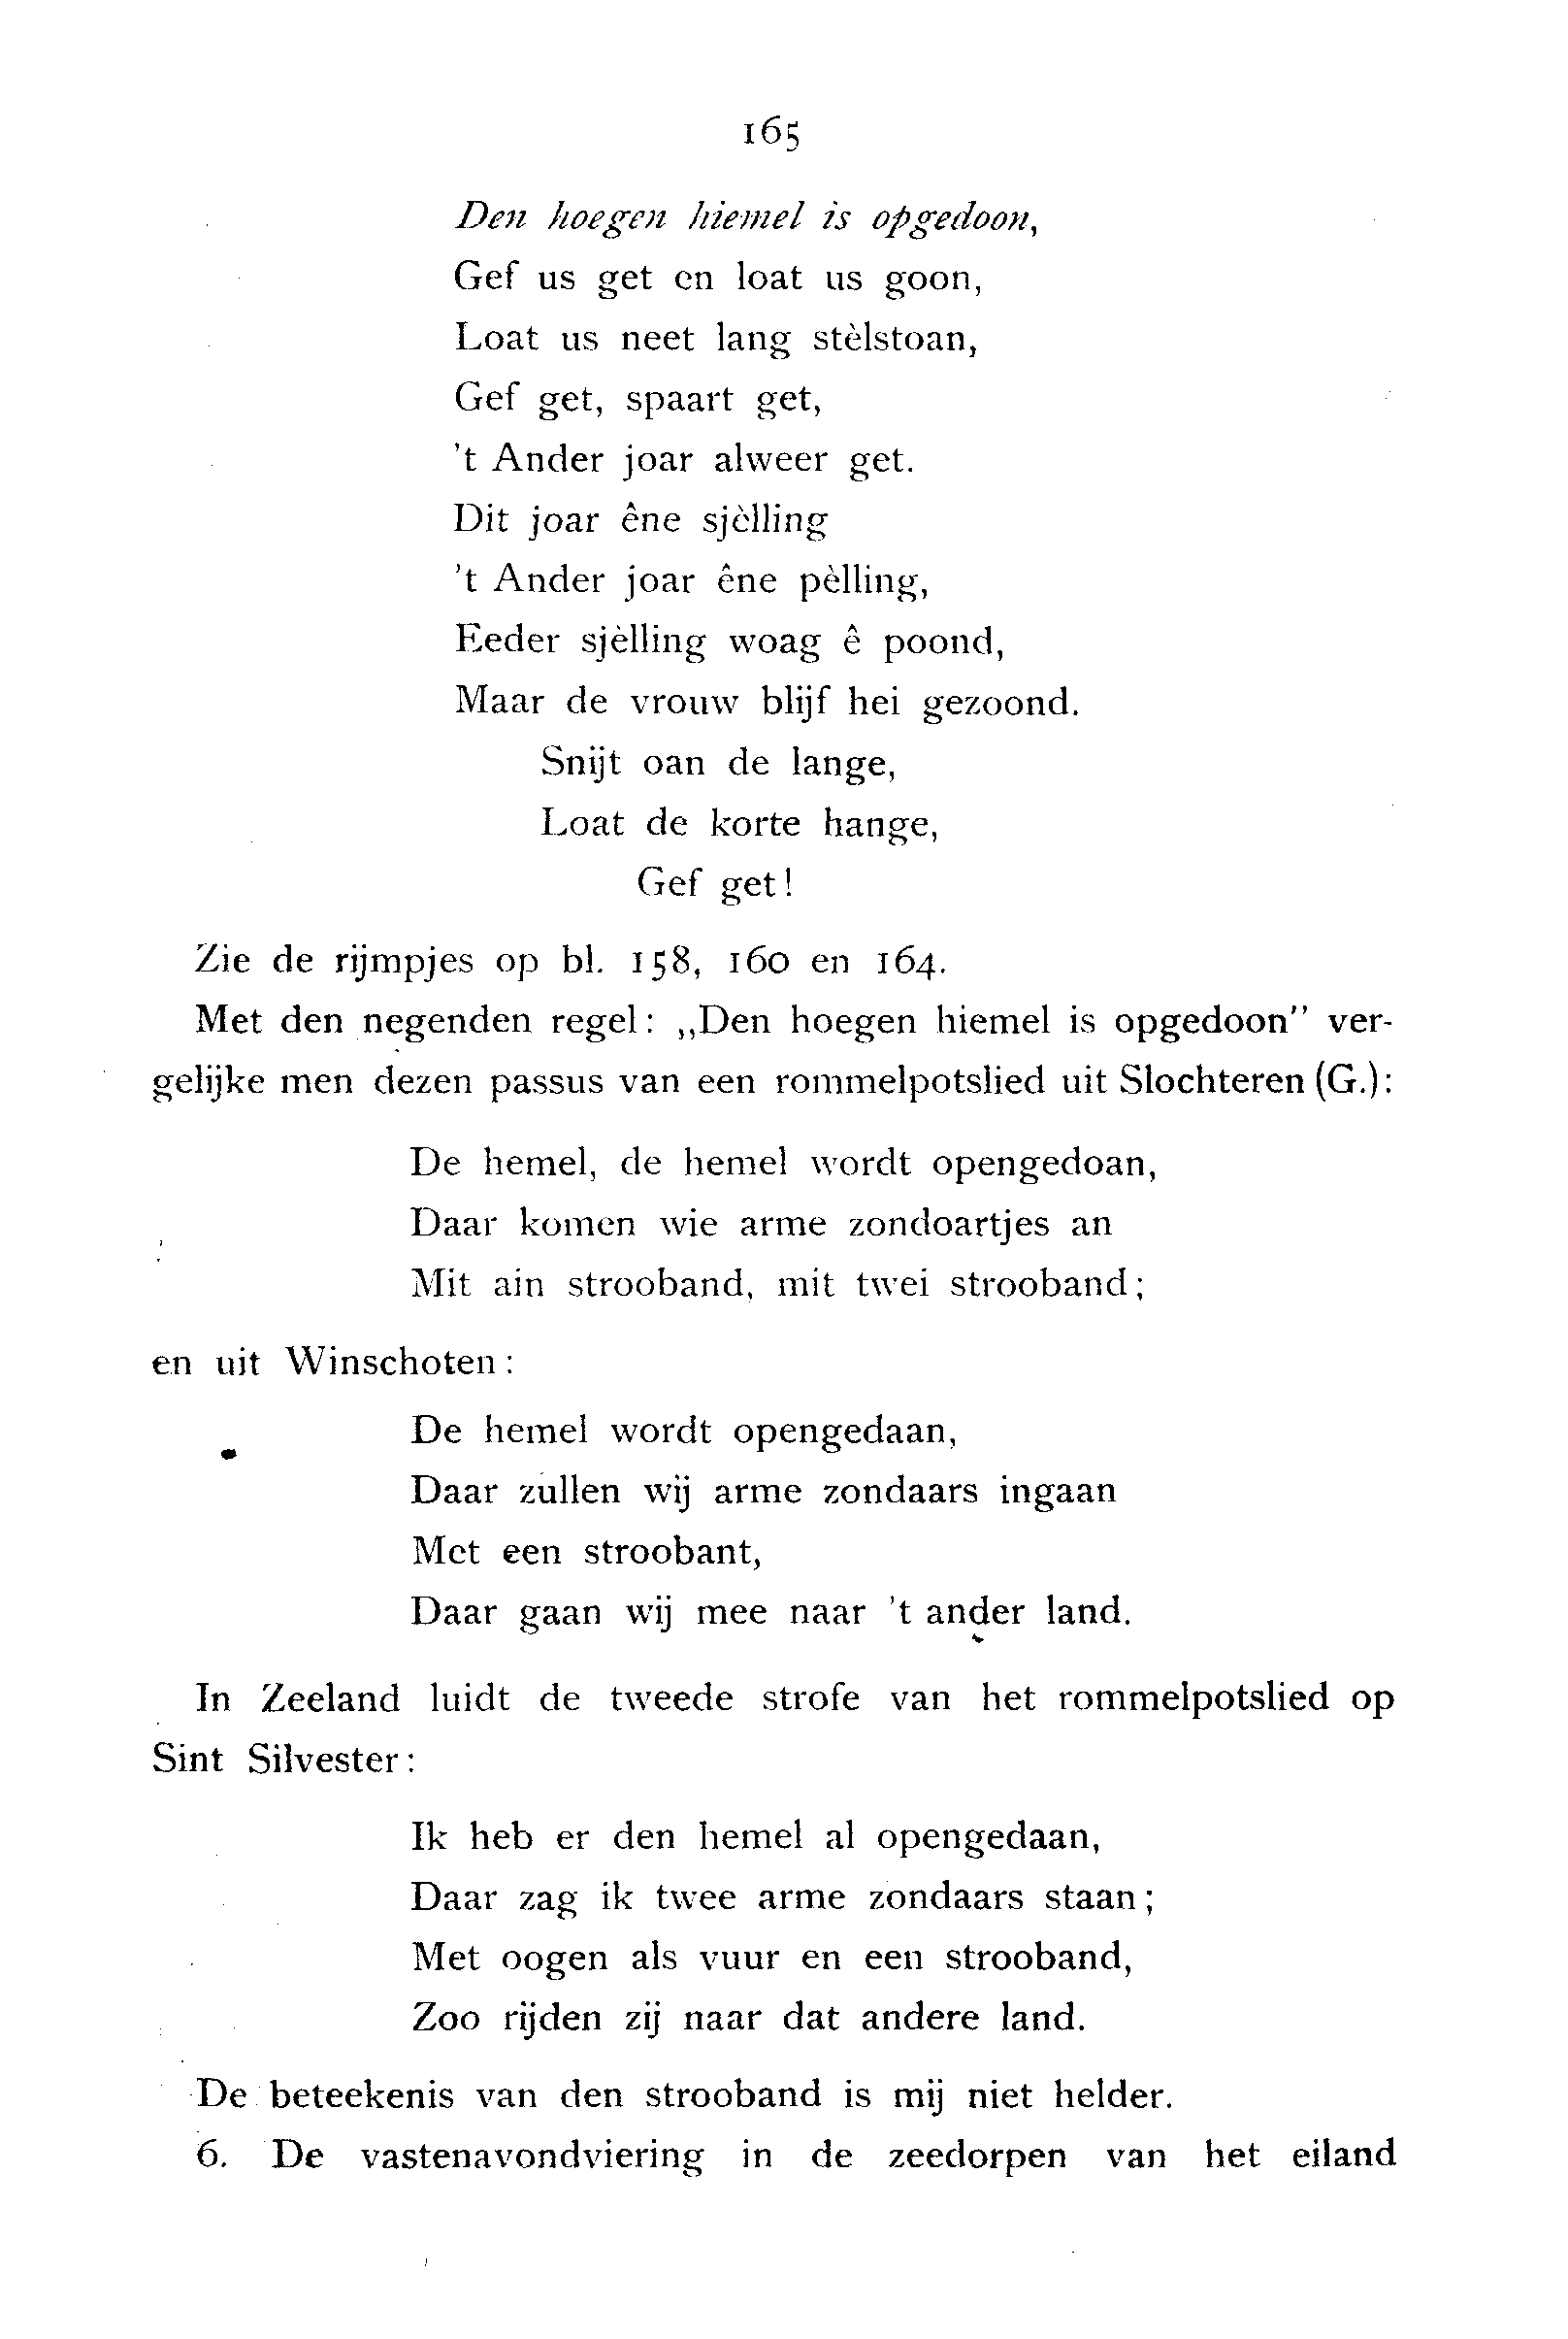 165
Den hoegen hiemel is opgedoon,
Gef us get en loat us goon,
Loat us neet lang stèlstoan,
Gef get, spaart get,
't Ander joar alweer get.
Dit joar êne sjèlling
't Ander joar êne pèlling,
Eeder sjèlling woag ê poond,
Maar de vrouw blijf hei gezoond.
Snijt oan de lange,
Loat de korte hange,
Gef get!
Zie de rijmpjes op bl. 158, 160 en 164.
Met den negenden regel: „Den hoegen hiemel is opgedoon” ver-
gelijke men dezen passus van een rommelpotslied uit Slochteren (G.):
De hemel, de hemel wordt opengedoan,
Daar komen wie arme zondoartjes an
Mit ain strooband, mit twei strooband;
en uit Winschoten:
De hemel wordt opengedaan,
Daar zullen wij arme zondaars ingaan
Met een stroobant,
Daar gaan wij mee naar 't ander land.
In Zeeland luidt de tweede strofe van het rommelpotslied op
Sint Silvester:
Ik heb er den hemel al opengedaan,
Daar zag ik twee arme zondaars staan;
Met oogen als vuur en een strooband,
Zoo rijden zij naar dat andere land.
De beteekenis van den strooband is mij niet helder.
6. De vastenavondviering in de zeedorpen van het eiland